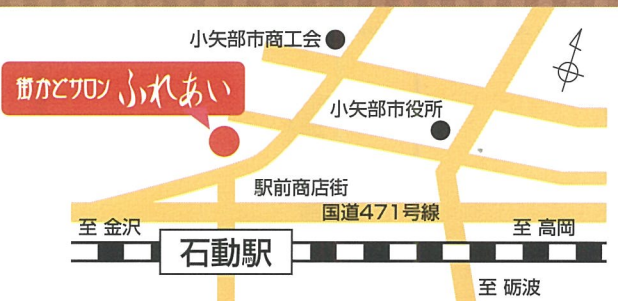 小矢部市商工会
街かどサロン ふれあい
小矢部市役所
駅前商店街
国道471号線
至 金沢
至 高岡
石動駅
至 砺波